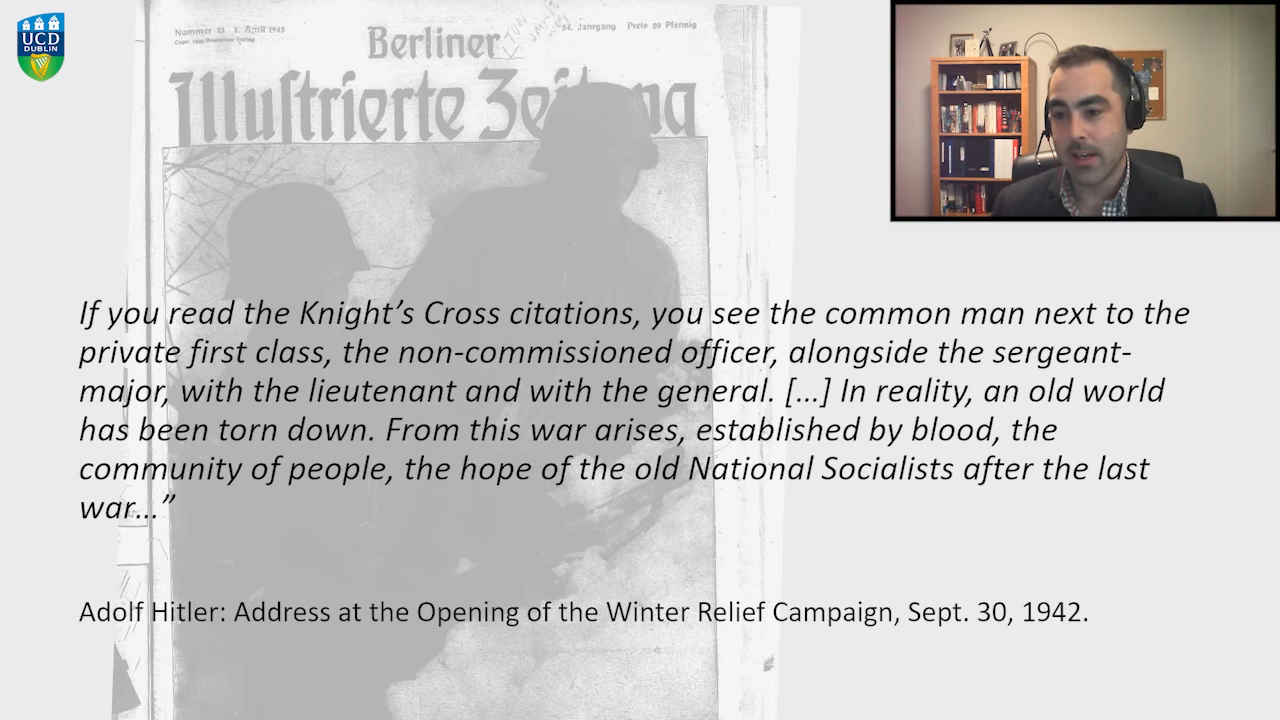 UCD
DUBLIN
Nummer 13 1. April 1945
54. Jahrgang Preis 20 Pfennig
Berliner
Illustrierte Zeitung
If you read the Knight’s Cross citations, you see the common man next to the
private first class, the non-commissioned officer, alongside the sergeant-
major, with the lieutenant and with the general. […] In reality, an old world
has been torn down. From this war arises, established by blood, the
community of people, the hope of the old National Socialists after the last
war…”
Adolf Hitler: Address at the Opening of the Winter Relief Campaign, Sept. 30, 1942.